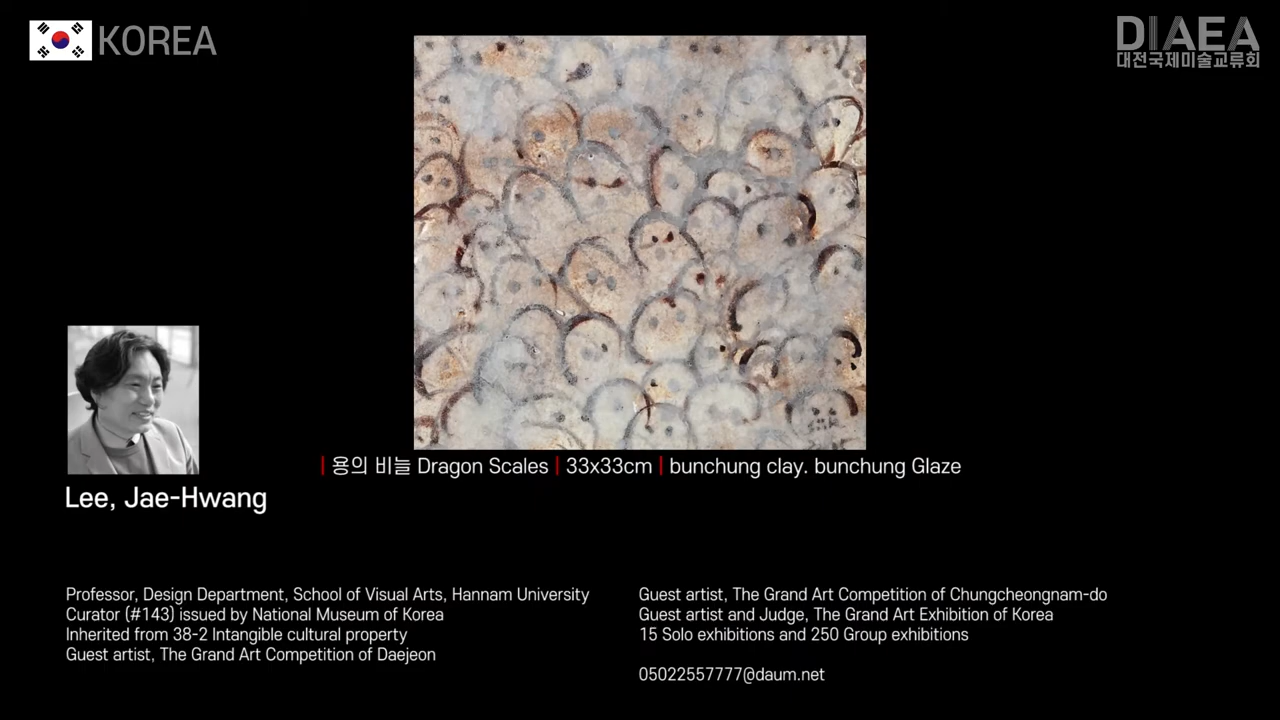 KOREA
DIAEA
대전국제미술교류회
| 용의 비늘 Dragon Scales | 33x33cm | bunchung clay. bunchung Glaze
Lee, Jae-Hwang
Professor, Design Department, School of Visual Arts, Hannam University
Curator (#143) issued by National Museum of Korea
Inherited from 38-2 Intangible cultural property
Guest artist, The Grand Art Competition of Daejeon
Guest artist, The Grand Art Competition of Chungcheongnam-do
Guest artist and Judge, The Grand Art Exhibition of Korea
15 Solo exhibitions and 250 Group exhibitions
05022557777@daum.net